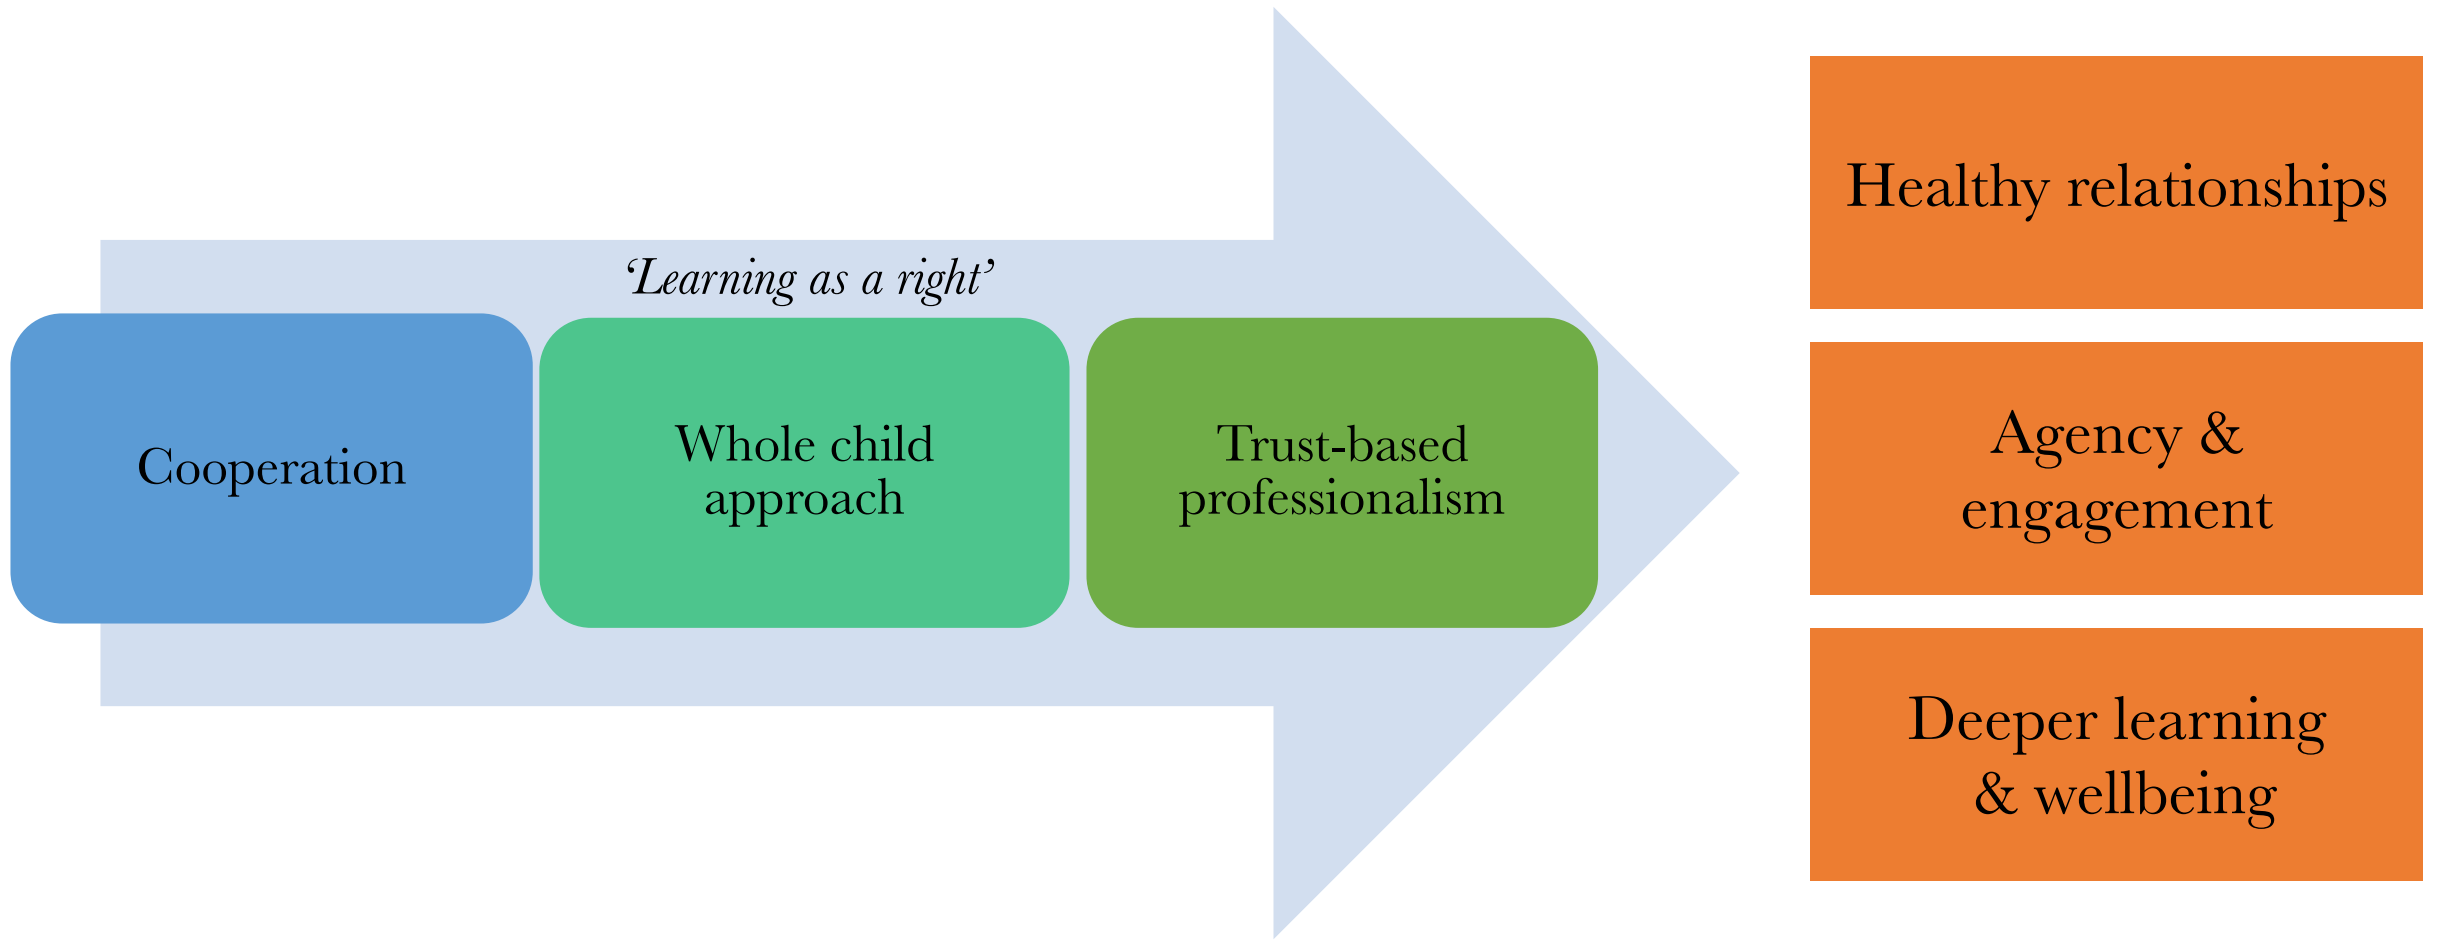 ‘Learning as a right’
Cooperation
Whole child
approach
Trust-based
professionalism
Healthy relationships
Agency &
engagement
Deeper learning
& wellbeing